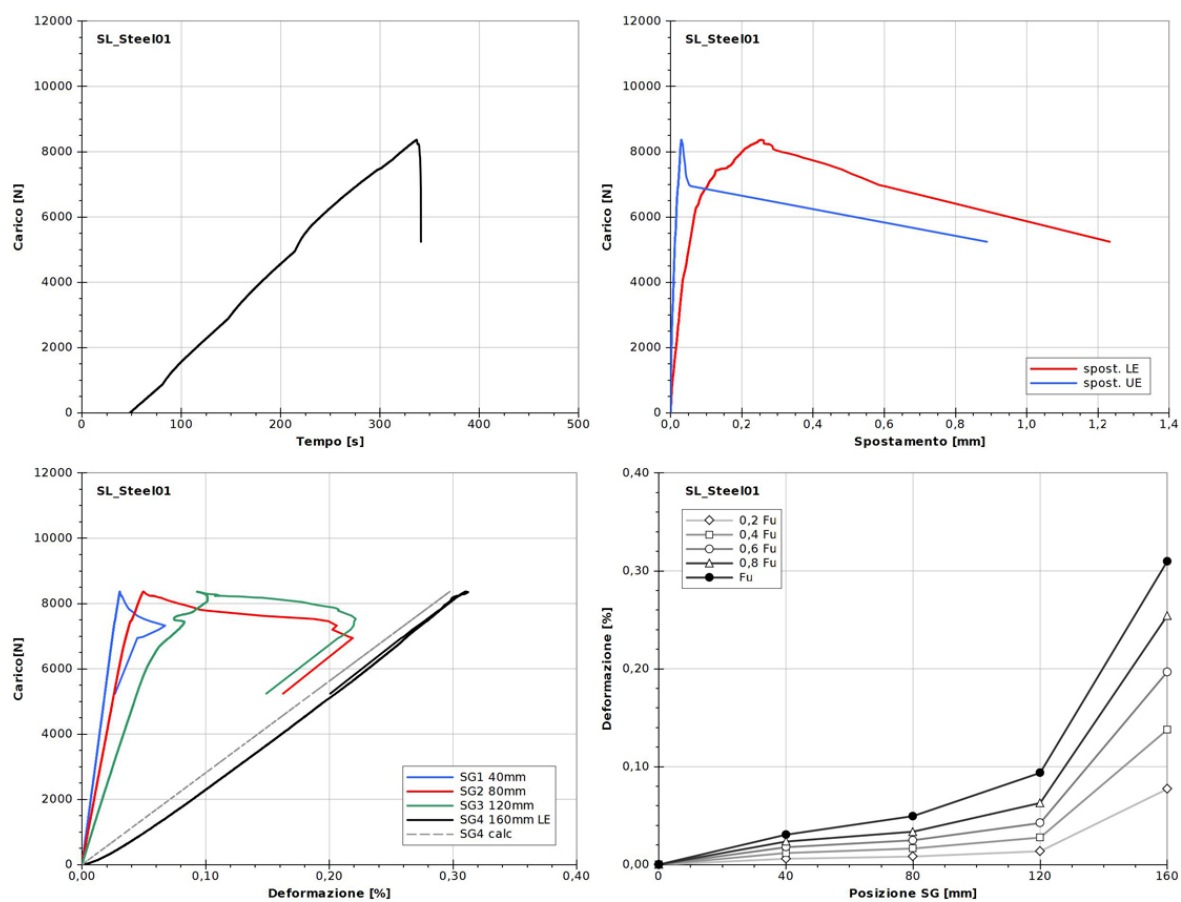 SL_Steel01
12000
10000
8000
6000
4000
2000
0
Carico [N]
0
100
200
300
400
500
Tempo [s]
SL_Steel01
12000
10000
8000
6000
4000
2000
0
Carico [N]
spost. LE
spost. UE
0,0
0,2
0,4
0,6
0,8
1,0
1,2
1,4
Spostamento [mm]
SL_Steel01
12000
10000
8000
6000
4000
2000
0
Carico[N]
SG1 40mm
SG2 80mm
SG3 120mm
SG4 160mm LE
SG4 calc
0,00
0,10
0,20
0,30
0,40
Deformazione [%]
SL_Steel01
0,40
0,30
0,20
0,10
0,00
Deformazione [%]
0,2 Fu
0,4 Fu
0,6 Fu
0,8 Fu
Fu
0
40
80
120
160
Posizione SG [mm]